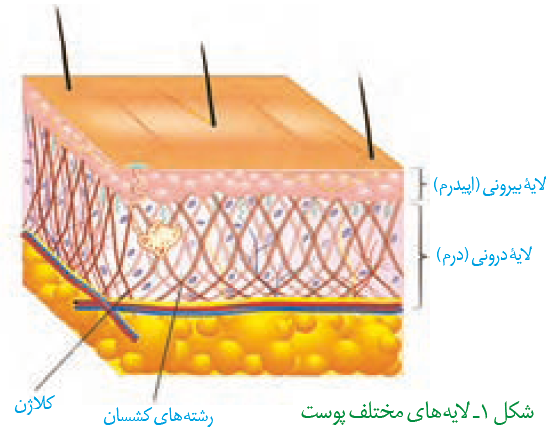 لایهٔ بیرونی (اپیدرم)
لایهٔ درونی (درم)
کلاژن
رشته‌های کشسان
شکل ۱ـ لایه‌های مختلف پوست